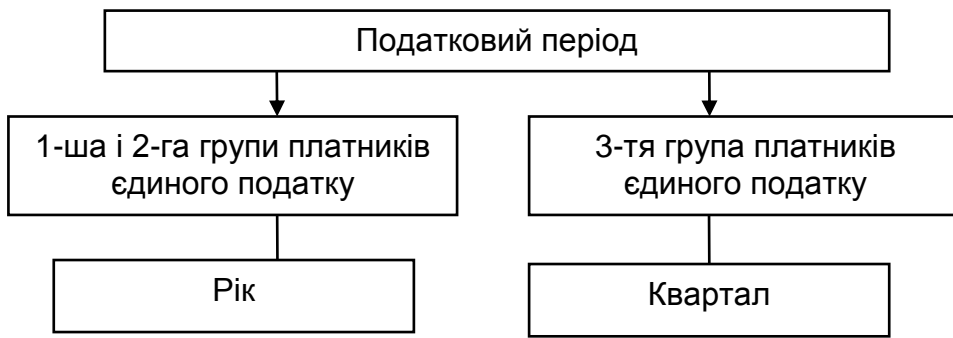 Податковий період
1-ша і 2-га групи платників
єдиного податку
3-тя група платників
єдиного податку
Рік
Квартал